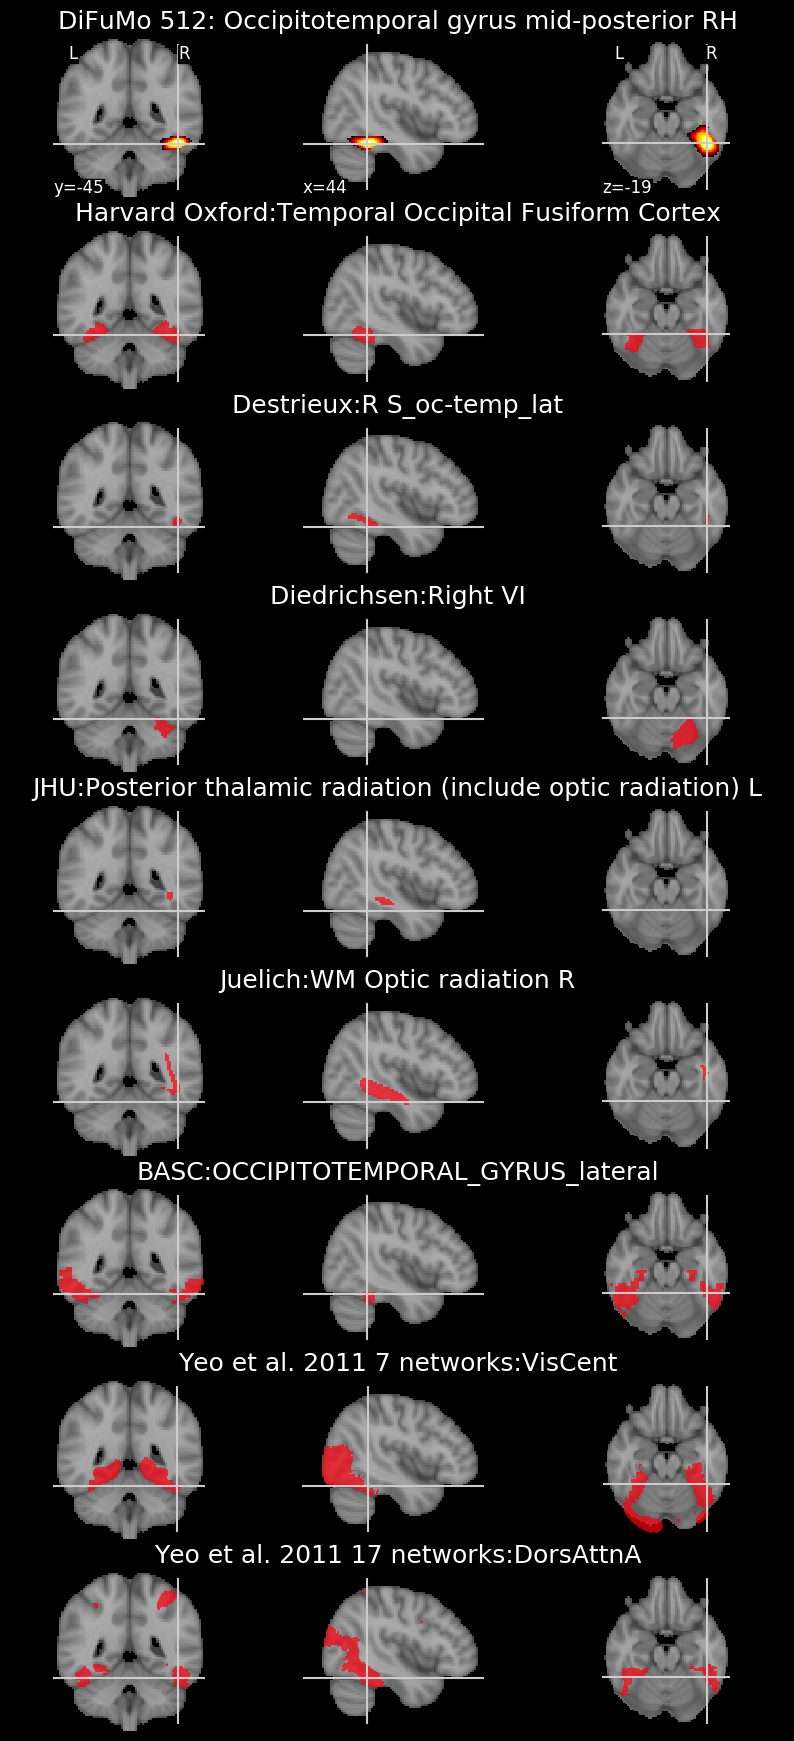 DiFuMo 512: Occipitotemporal gyrus mid-posterior RH
L R L R
y=-45 x=44 z=-19
Harvard Oxford:Temporal Occipital Fusiform Cortex
Destrieux:R S_oc-temp_lat
Diedrichsen:Right VI
JHU:Posterior thalamic radiation (include optic radiation) L
Juelich:WM Optic radiation R
BASC:OCCIPITOTEMPORAL_GYRUS_lateral
Yeo et al. 2011 7 networks:VisCent
Yeo et al. 2011 17 networks:DorsAttnA